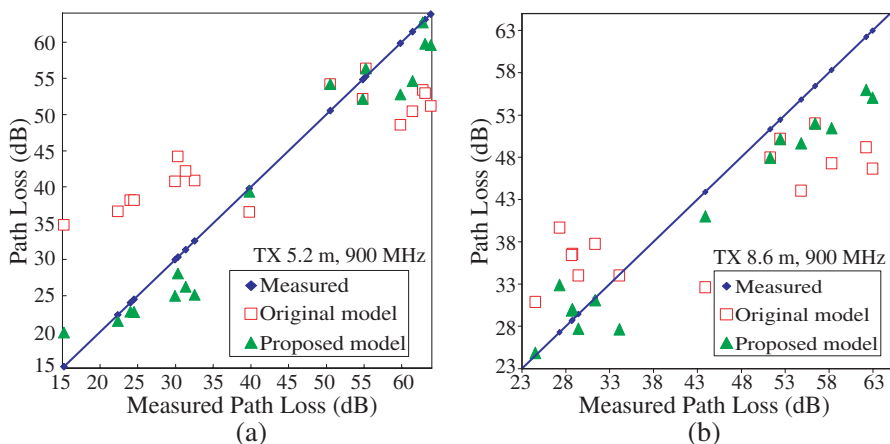 60
55
50
45
40
35
30
25
20
15
Path Loss (dB)
TX 5.2 m, 900 MHz
Measured
Original model
Proposed model
15 20 25 30 35 40 45 50 55 60
Measured Path Loss (dB)
(a)
63
58
53
48
43
38
33
28
23
Path Loss (dB)
TX 8.6 m, 900 MHz
Measured
Original model
Proposed model
23 28 33 38 43 48 53 58 63
Measured Path Loss (dB)
(b)